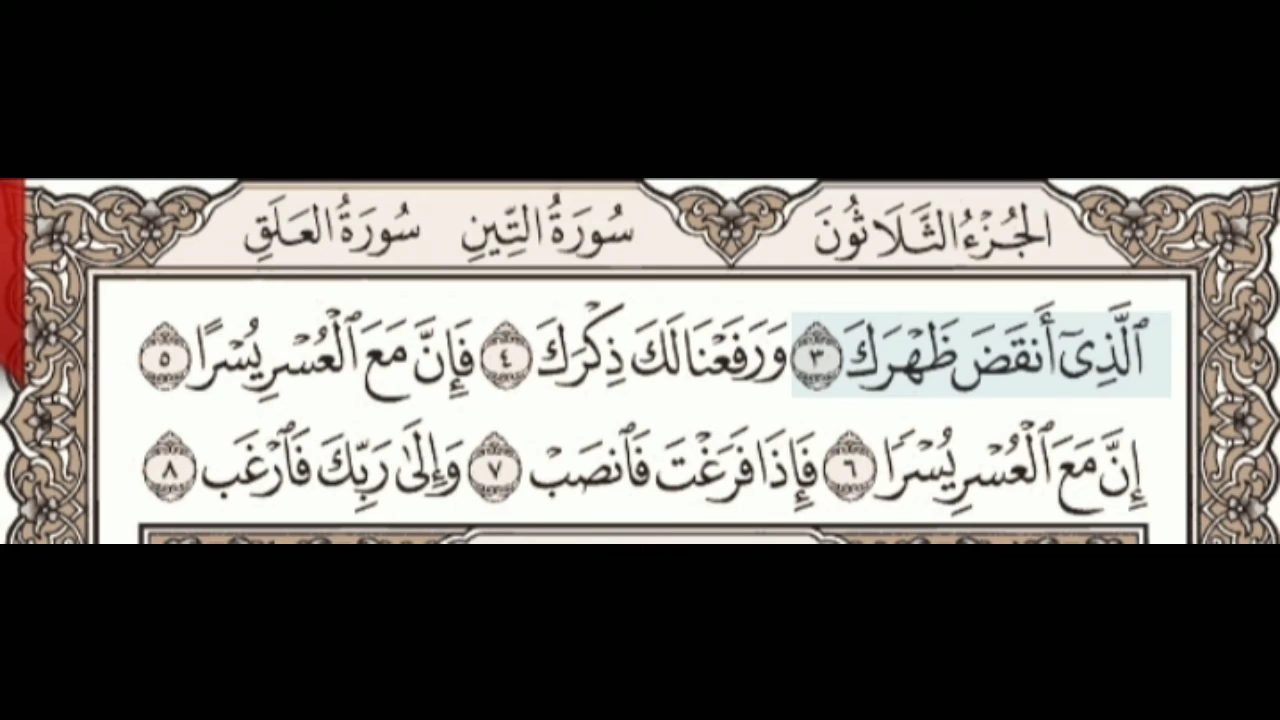 الجُزْءُ الثَّلَاثُونَ سُورَةُ التِّينِ سُورَةُ العَلَقِ
ٱلَّذِىٓ أَنقَضَ ظَهْرَكَ ٣ وَرَفَعْنَا لَكَ ذِكْرَكَ ٤ فَإِنَّ مَعَ ٱلْعُسْرِ يُسْرًا ٥
إِنَّ مَعَ ٱلْعُسْرِ يُسْرًا ٦ فَإِذَا فَرَغْتَ فَٱنصَبْ ٧ وَإِلَىٰ رَبِّكَ فَٱرْغَب ٨